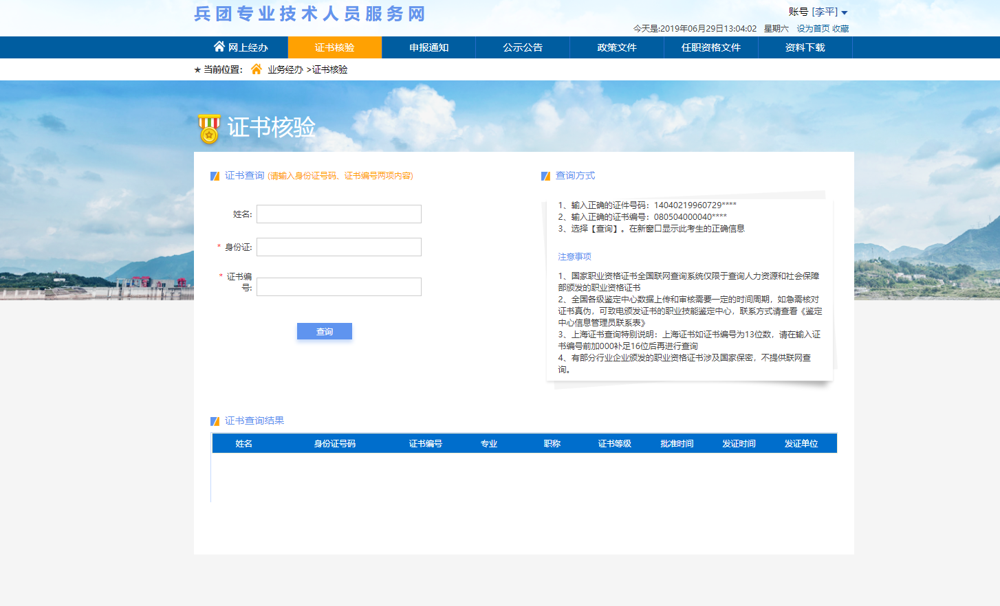 兵团专业技术人员服务网
账号 [李平]
今天是:2019年06月29日13:04:02 星期六 设为首页 收藏
网上经办 证书核验 申报通知 公示公告 政策文件 任职资格文件 资料下载
★ 当前位置： 业务经办 >证书核验
证书核验
证书查询 (请输入身份证号码、证书编号两项内容)
姓名:
* 身份证:
* 证书编
号:
查询
查询方式
1、输入正确的证件号码：14040219960729****
2、输入正确的证书编号：080504000040****
3、选择【查询】。在新窗口显示此考生的正确信息
注意事项
1、国家职业资格证书全国联网查询系统仅限于查询人力资源和社会保障
部颁发的职业资格证书
2、全国各级鉴定中心数据上传和审核需要一定的时间周期，如急需核对
证书真伪，可致电颁发证书的职业技能鉴定中心，联系方式请查看《鉴定
中心信息管理员联系表》
3、上海证书查询特别说明：上海证书如证书编号为13位数，请在输入证
书编号前加000补足16位后再进行查询
4、有部分行业企业颁发的职业资格证书涉及国家保密，不提供联网查
询。
证书查询结果
姓名 身份证号码 证书编号 专业 职称 证书等级 批准时间 发证时间 发证单位